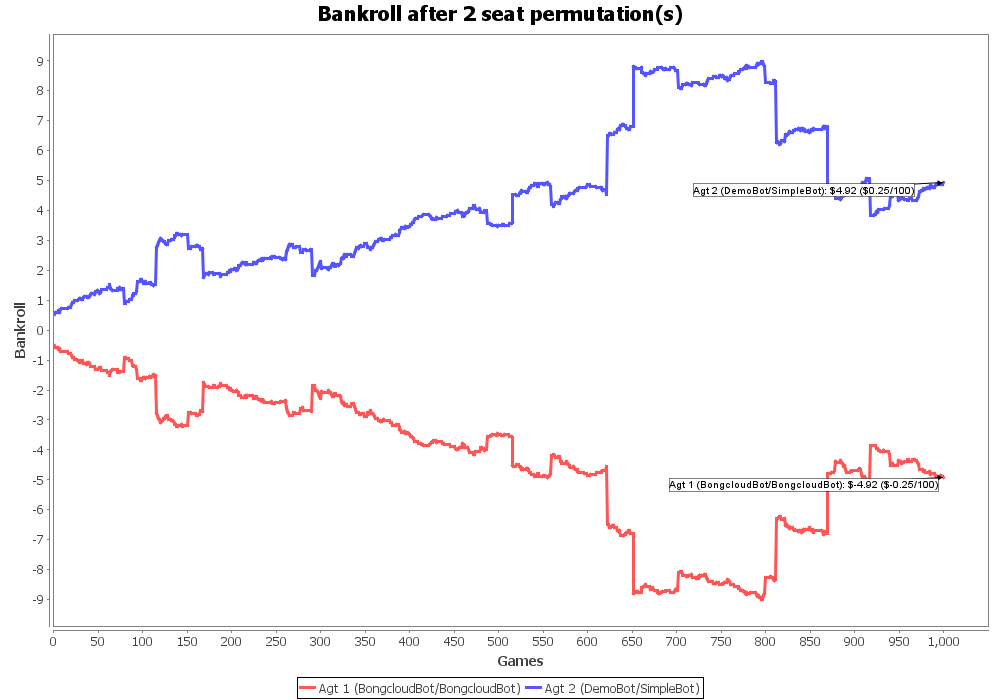 Bankroll after 2 seat permutation(s)
9
8
7
6
5
4
3
2
1
0
-1
-2
-3
-4
-5
-6
-7
-8
-9
Bankroll
Agt 2 (DemoBot/SimpleBot): $4.92 ($0.25/100)
Agt 1 (BongcloudBot/BongcloudBot): $-4.92 ($-0.25/100)
0 50 100 150 200 250 300 350 400 450 500 550 600 650 700 750 800 850 900 950 1,000
Games
Agt 1 (BongcloudBot/BongcloudBot) Agt 2 (DemoBot/SimpleBot)